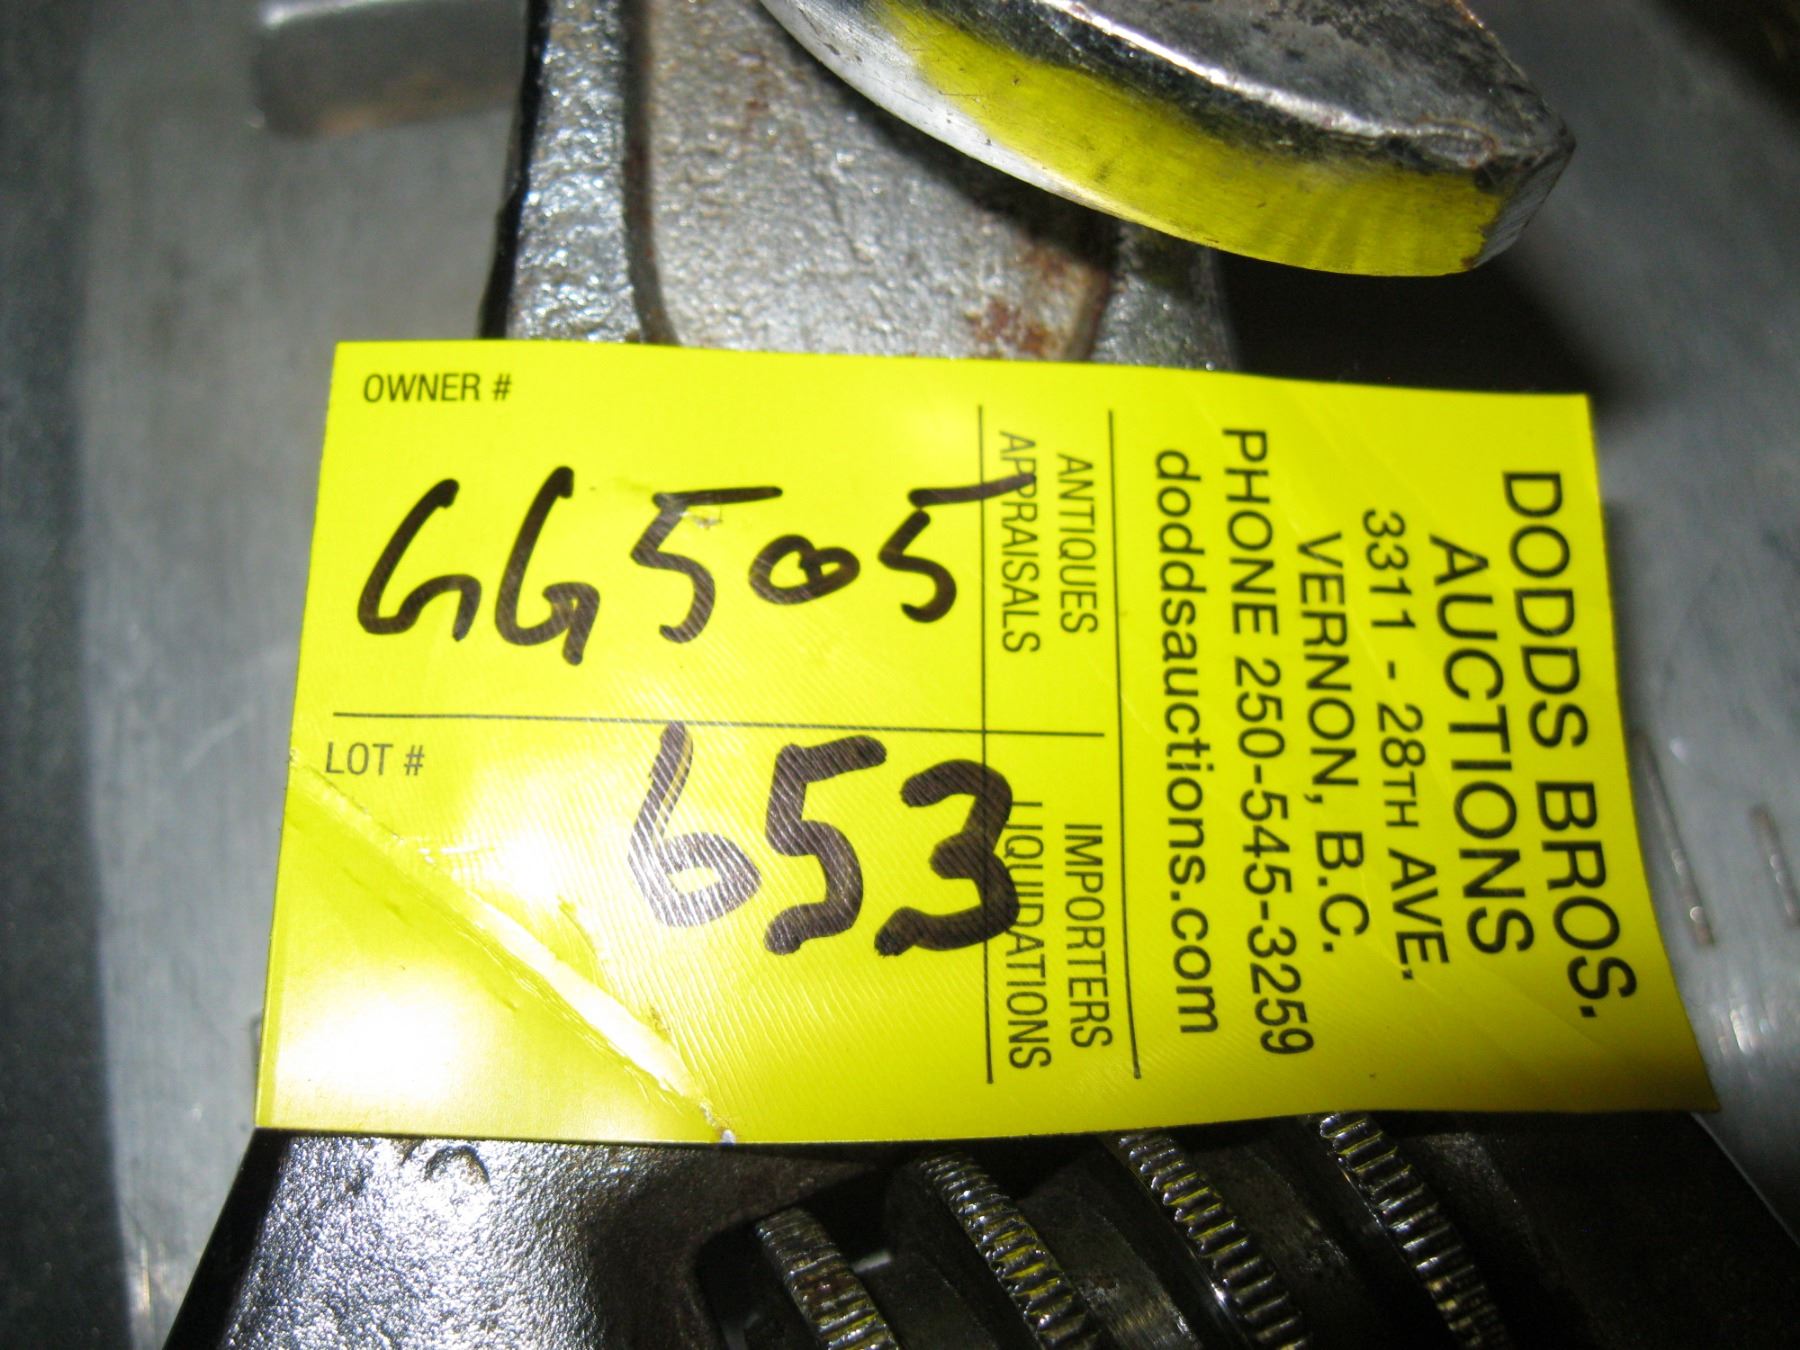 OWNER #
GG505
LOT #
653
DODDS BROS.
AUCTIONS
3311 - 28TH AVE.
VERNON, B.C.
PHONE 250-545-3259
doddsauctions.com
ANTIQUES IMPORTERS
APPRAISALS LIQUIDATIONS